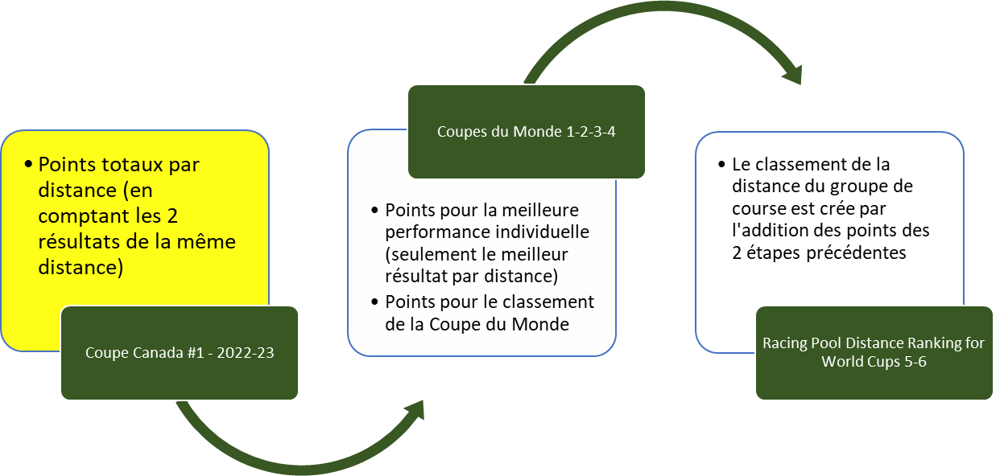 • Points totaux par
distance (en
comptant les 2
résultats de la même
distance)
Coupe Canada #1 - 2022-23
Coupes du Monde 1-2-3-4
• Points pour la meilleure
performance individuelle
(seulement le meilleur
résultat par distance)
• Points pour le classement
de la Coupe du Monde
• Le classement de la
distance du groupe de
course est crée par
l'addition des points des
2 étapes précédentes
Racing Pool Distance Ranking for
World Cups 5-6